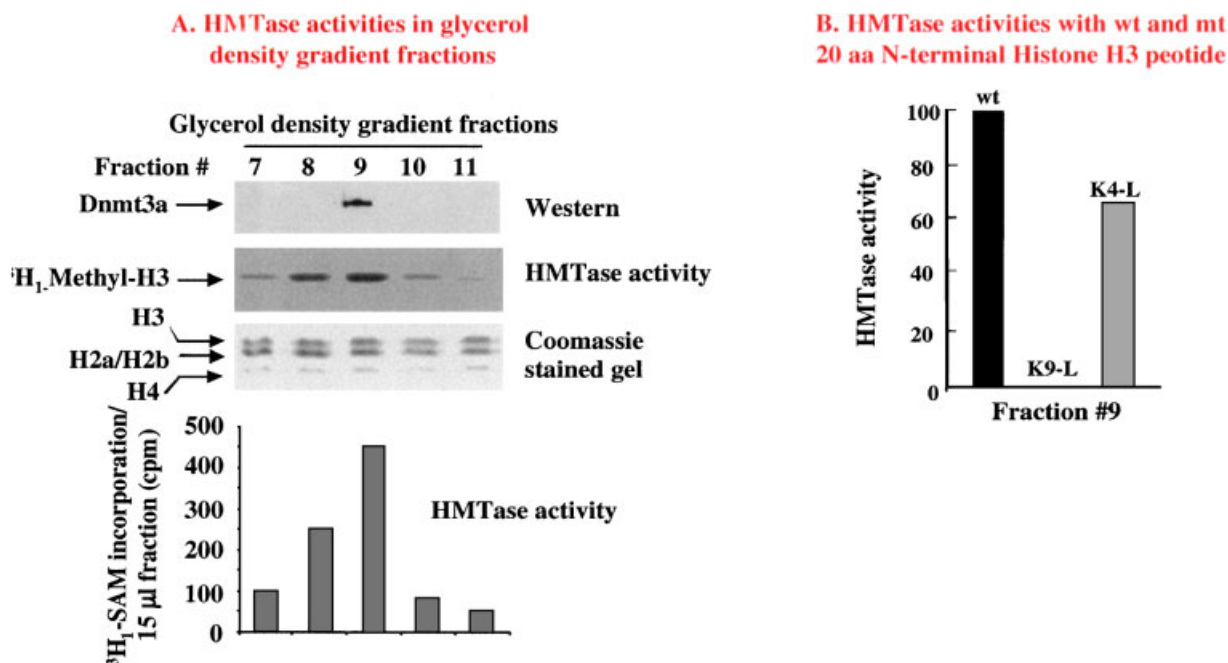 A. HMTase activities in glycerol
density gradient fractions
Glycerol density gradient fractions
Fraction # 7 8 9 10 11
Dnmt3a
Western
H₁-Methyl-H3
HMTase activity
H3
H2a/H2b
H4
Coomassie
stained gel
³H₁-SAM incorporation/
15 µl fraction (cpm)
500
400
300
200
100
0
HMTase activity
B. HMTase activities with wt and mt
20 aa N-terminal Histone H3 peotide
HMTase activity
100
80
60
40
20
0
wt
K9-L
K4-L
Fraction #9